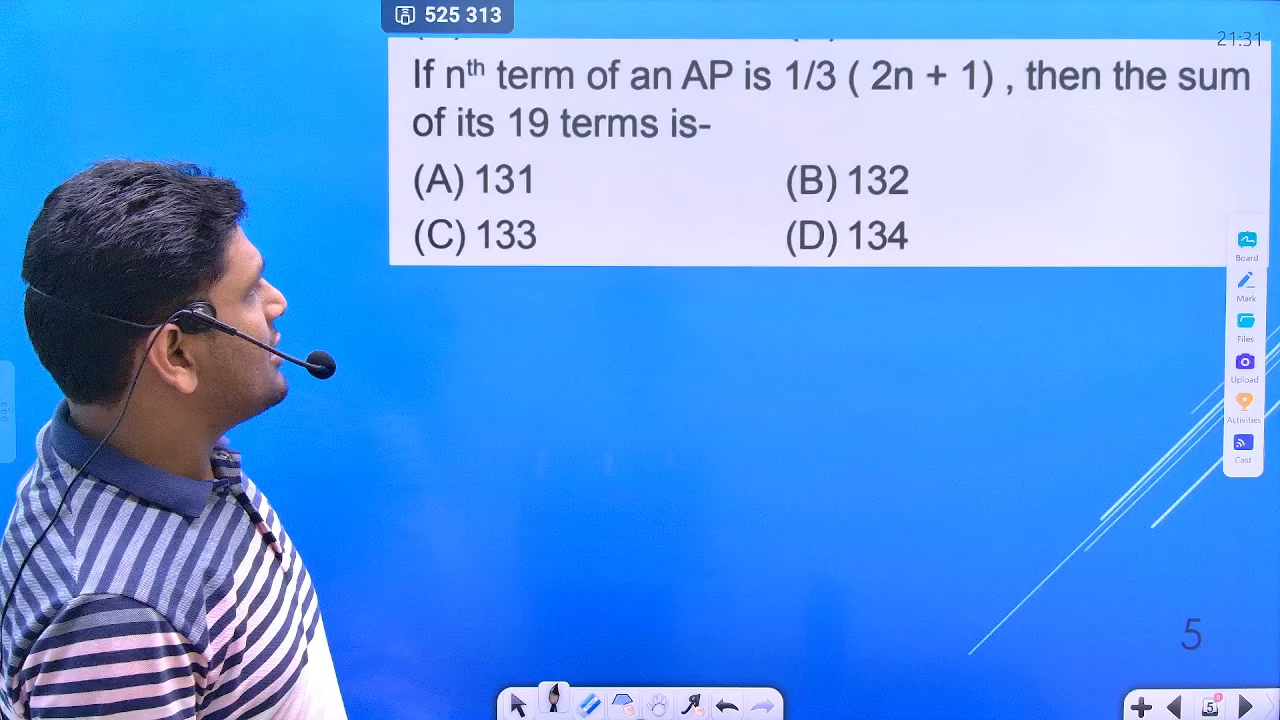 525 313
21:31
If nth term of an AP is 1/3 ( 2n + 1) , then the sum
of its 19 terms is-
(A) 131 (B) 132
(C) 133 (D) 134
Board
Mark
Files
Upload
Activities
Cast
5
5